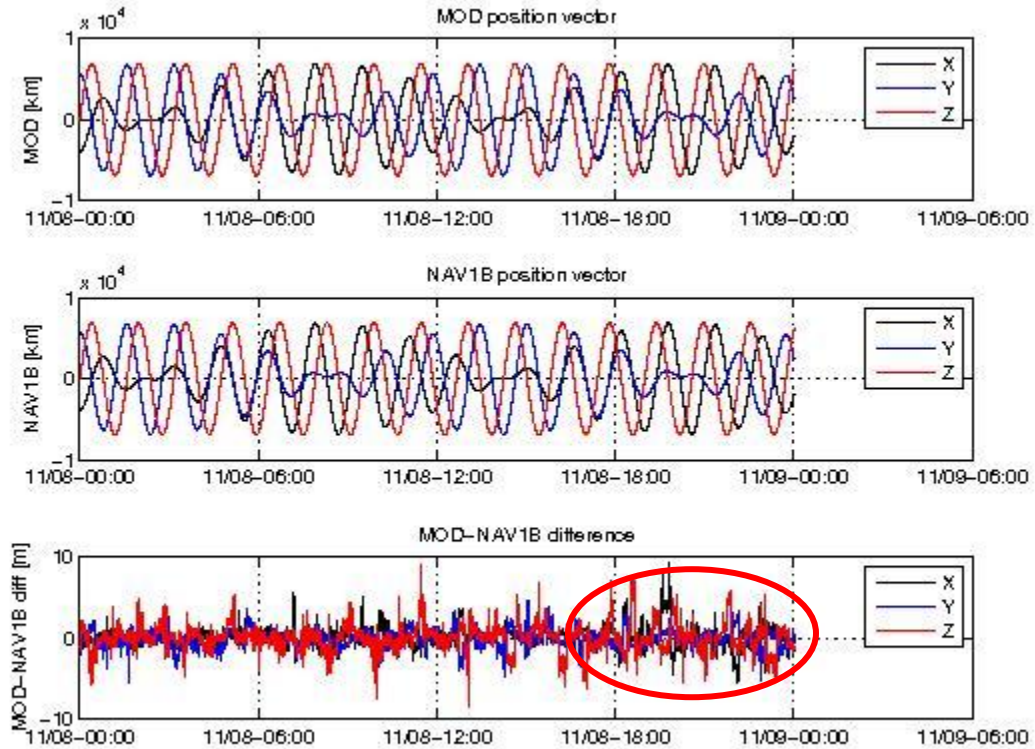 MOD position vector
x 10^4
1
0
−1
MOD [km]
X
Y
Z
11/08−00:00 11/08−06:00 11/08−12:00 11/08−18:00 11/09−00:00 11/09−06:00
NAV1B position vector
x 10^4
1
0
−1
NAV1B [km]
X
Y
Z
11/08−00:00 11/08−06:00 11/08−12:00 11/08−18:00 11/09−00:00 11/09−06:00
MOD−NAV1B difference
10
0
−10
MOD−NAV1B diff [m]
X
Y
Z
11/08−00:00 11/08−06:00 11/08−12:00 11/08−18:00 11/09−00:00 11/09−06:00